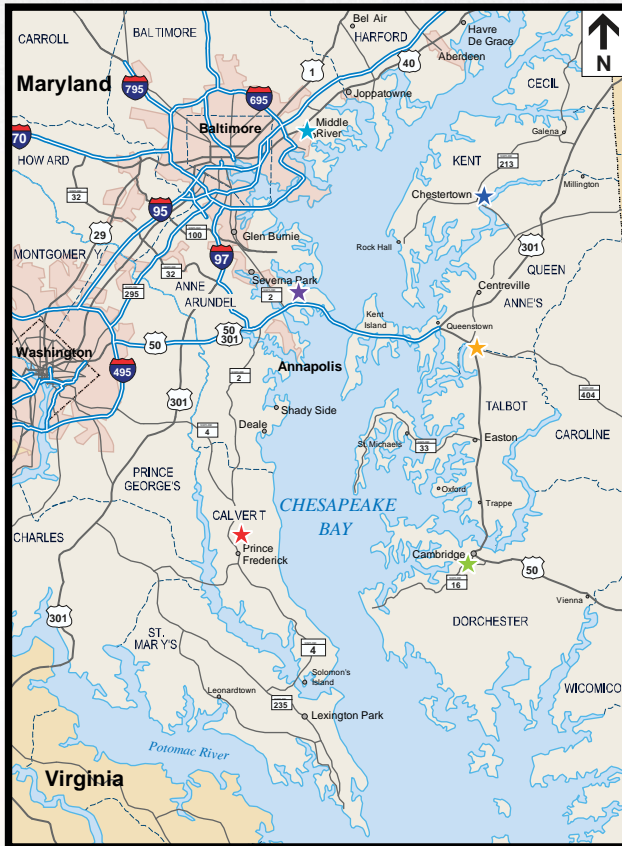 CARROLL
BALTIMORE
Bel Air
HARFORD
Havre
De Grace
N
Maryland
795
695
1
40
Aberdeen
Joppatowne
CECIL
70
Baltimore
Middle
River
Galena
HOWARD
KENT
213
32
Chestertown
Millington
95
29
100
Glen Burnie
Rock Hall
301
MONTGOMERY
97
32
QUEEN
ANNE'S
295
ANNE
ARUNDEL
Severna Park
2
Centreville
Kent
Island
Queenstown
50
50
301
Washington
495
Annapolis
2
301
Shady Side
404
TALBOT
4
Deale
St. Michaels
33
Easton
CAROLINE
PRINCE
GEORGE'S
Oxford
Trappe
CHESAPEAKE
BAY
CALVERT
CHARLES
Prince
Frederick
Cambridge
16
50
Vienna
301
DORCHESTER
ST.
MARY'S
4
Solomon's
Island
WICOMICO
Leonardtown
235
Lexington Park
Potomac River
Virginia